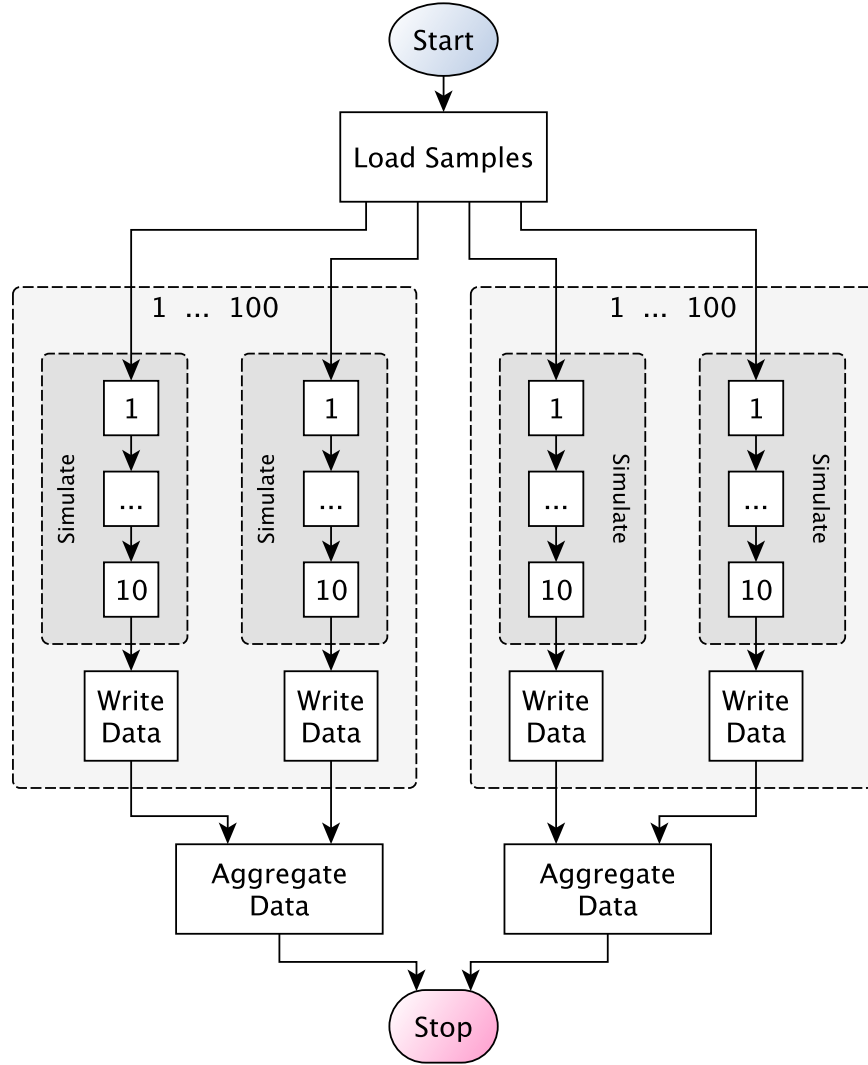 Start
Load Samples
1 ... 100
1 ... 100
Simulate
1
...
10
Simulate
1
...
10
1
...
10
Simulate
1
...
10
Simulate
Write
Data
Write
Data
Write
Data
Write
Data
Aggregate
Data
Aggregate
Data
Stop